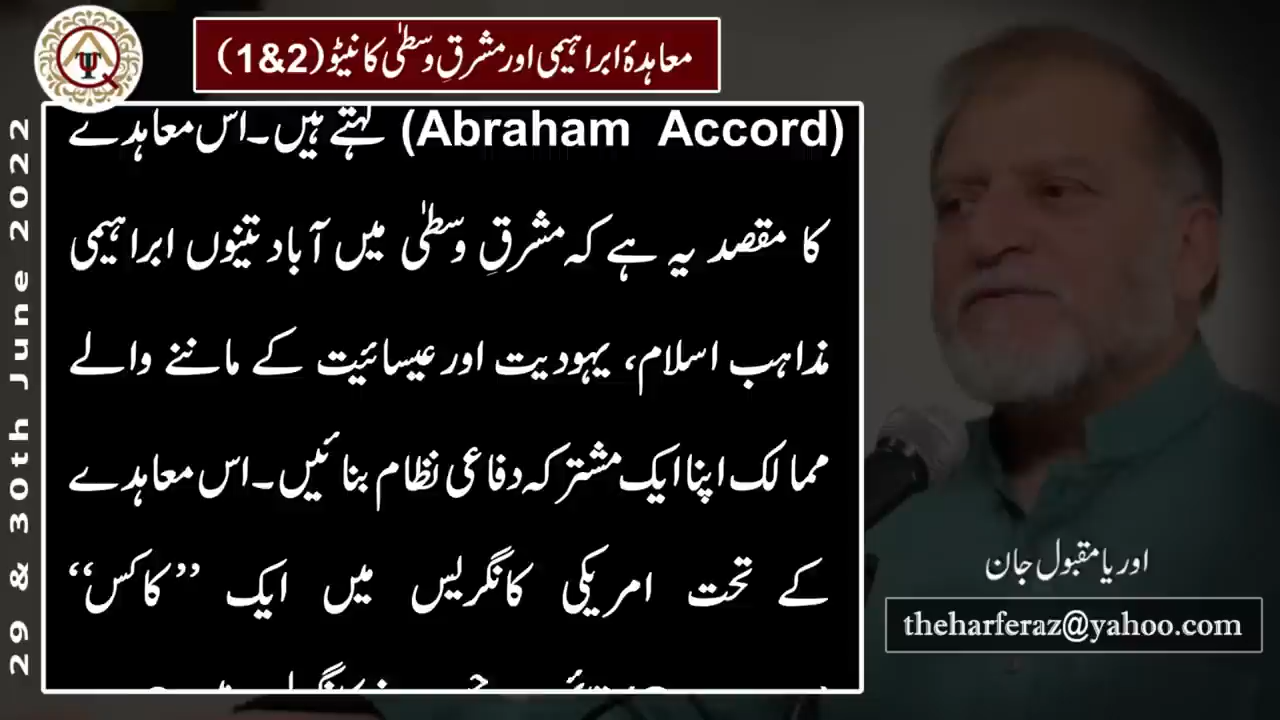 معاہدۂ ابراہیمی اور مشرقِ وسطیٰ کا نیٹو (1&2)
(Abraham Accord) کہتے ہیں۔ اس معاہدے
کا مقصد یہ ہے کہ مشرقِ وسطیٰ میں آباد تینوں ابراہیمی
مذاہب اسلام، یہودیت اور عیسائیت کے ماننے والے
ممالک اپنا ایک مشترکہ دفاعی نظام بنائیں۔ اس معاہدے
کے تحت امریکی کانگریس میں ایک ”کاکس“
29 & 30th June 2022
اوریا مقبول جان
theharferaz@yahoo.com